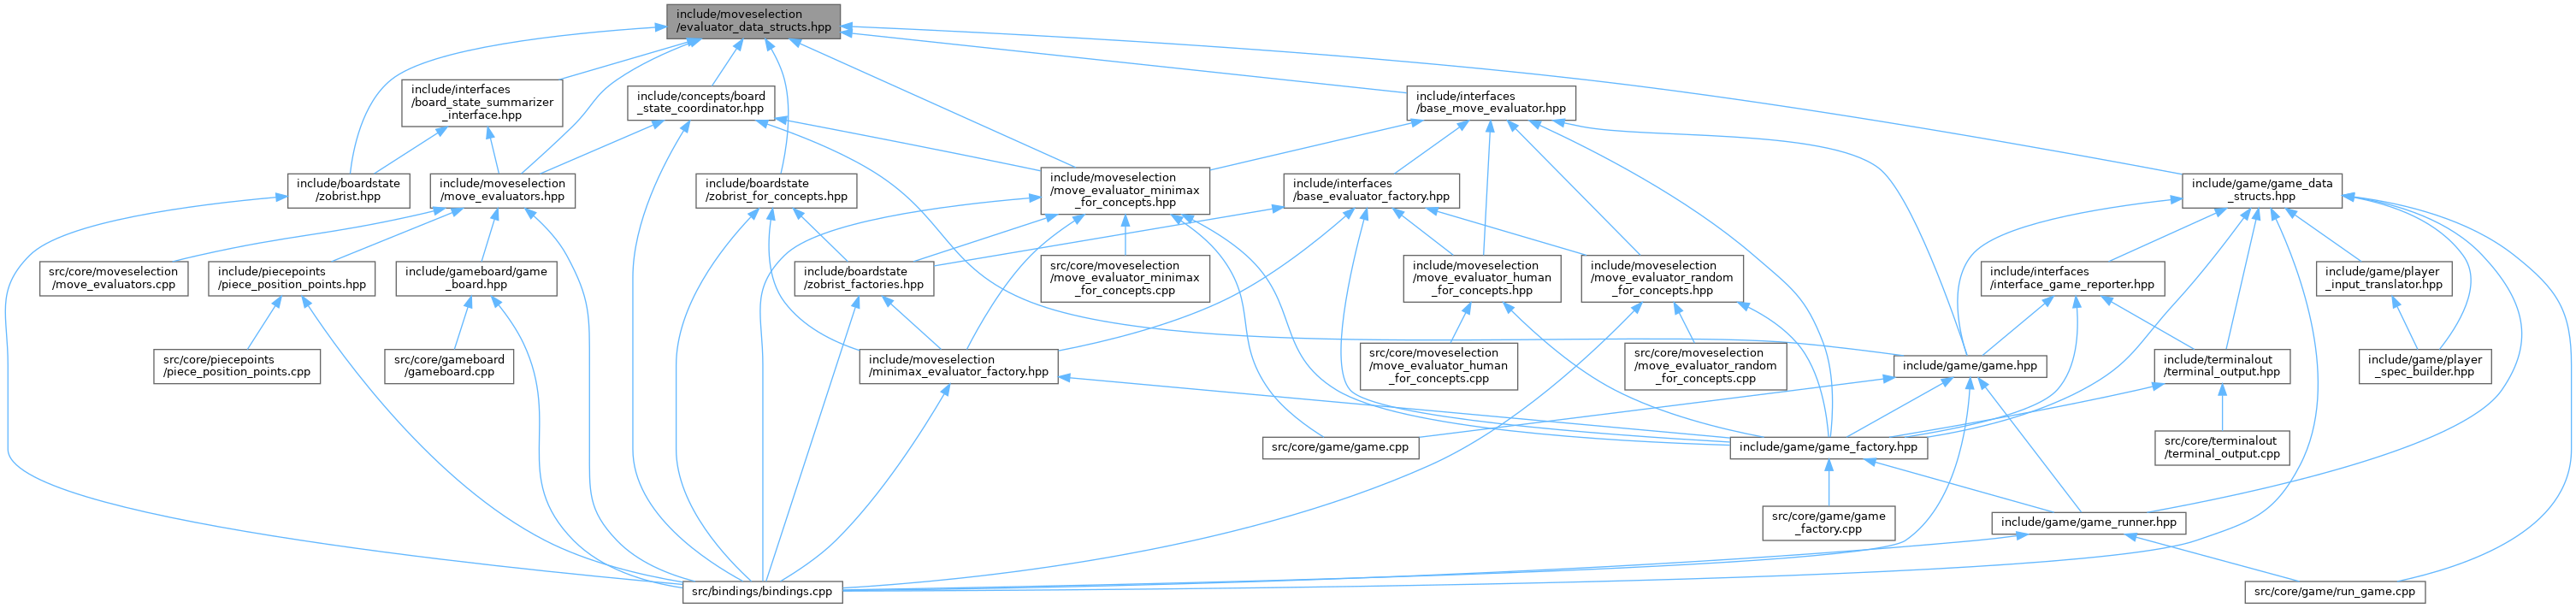 include/moveselection
/evaluator_data_structs.hpp
include/interfaces
/board_state_summarizer
_interface.hpp
include/concepts/board
_state_coordinator.hpp
include/interfaces
/base_move_evaluator.hpp
include/boardstate
/zobrist.hpp
include/moveselection
/move_evaluators.hpp
include/boardstate
/zobrist_for_concepts.hpp
include/moveselection
/move_evaluator_minimax
_for_concepts.hpp
include/interfaces
/base_evaluator_factory.hpp
include/game/game_data
_structs.hpp
src/core/moveselection
/move_evaluators.cpp
include/piecepoints
/piece_position_points.hpp
include/gameboard/game
_board.hpp
include/boardstate
/zobrist_factories.hpp
src/core/moveselection
/move_evaluator_minimax
_for_concepts.cpp
include/moveselection
/move_evaluator_human
_for_concepts.hpp
include/moveselection
/move_evaluator_random
_for_concepts.hpp
include/interfaces
/interface_game_reporter.hpp
include/game/player
_input_translator.hpp
src/core/piecepoints
/piece_position_points.cpp
src/core/gameboard
/gameboard.cpp
include/moveselection
/minimax_evaluator_factory.hpp
src/core/moveselection
/move_evaluator_human
_for_concepts.cpp
src/core/moveselection
/move_evaluator_random
_for_concepts.cpp
include/game/game.hpp
include/terminalout
/terminal_output.hpp
include/game/player
_spec_builder.hpp
src/core/game/game.cpp
include/game/game_factory.hpp
src/core/terminalout
/terminal_output.cpp
src/core/game/game
_factory.cpp
include/game/game_runner.hpp
src/bindings/bindings.cpp
src/core/game/run_game.cpp